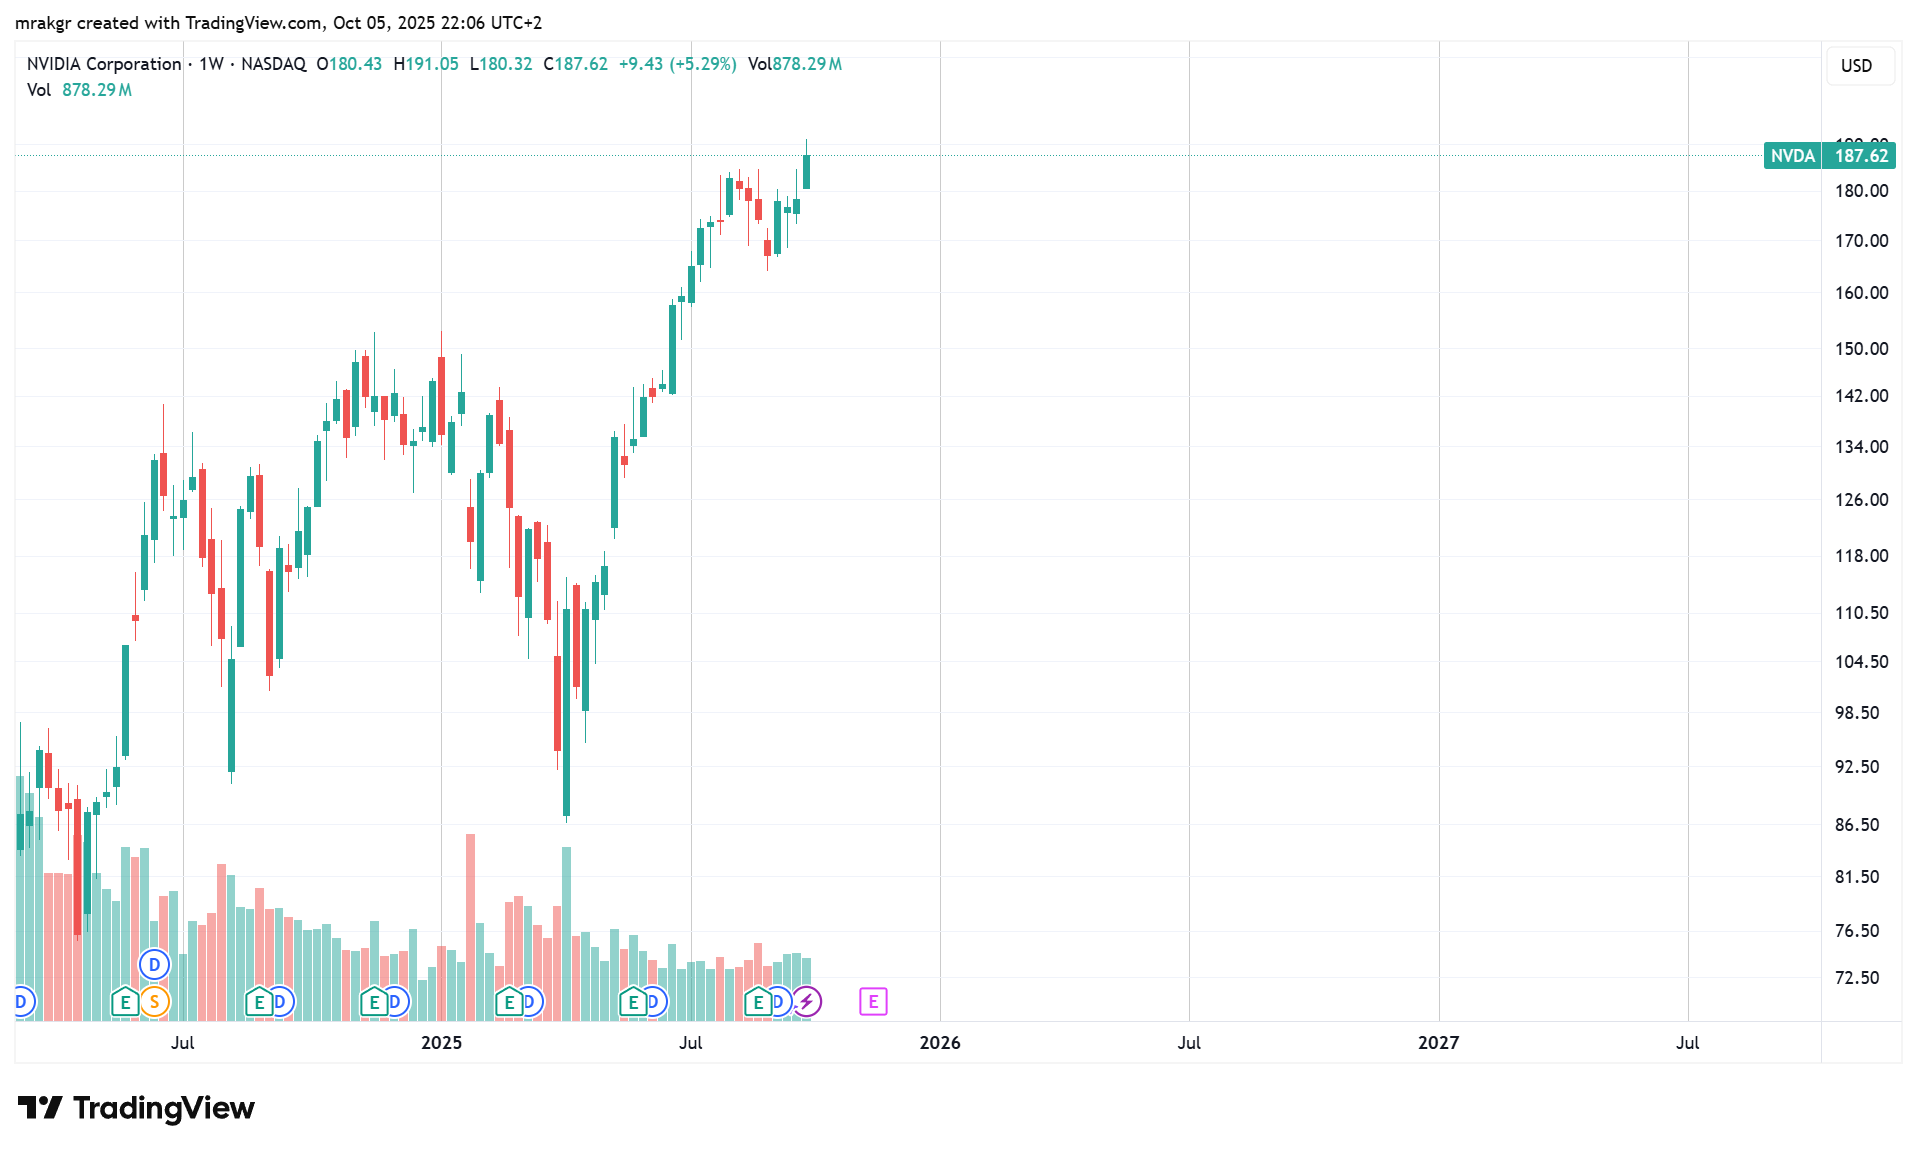 mrakgr created with TradingView.com, Oct 05, 2025 22:06 UTC+2
NVIDIA Corporation · 1W · NASDAQ O180.43 H191.05 L180.32 C187.62 +9.43 (+5.29%) Vol878.29M
Vol 878.29M
USD
NVDA 187.62
180.00
170.00
160.00
150.00
142.00
134.00
126.00
118.00
110.50
104.50
98.50
92.50
86.50
81.50
76.50
72.50
D
D E S E D E D E D E D E D E
Jul 2025 Jul 2026 Jul 2027 Jul
TradingView